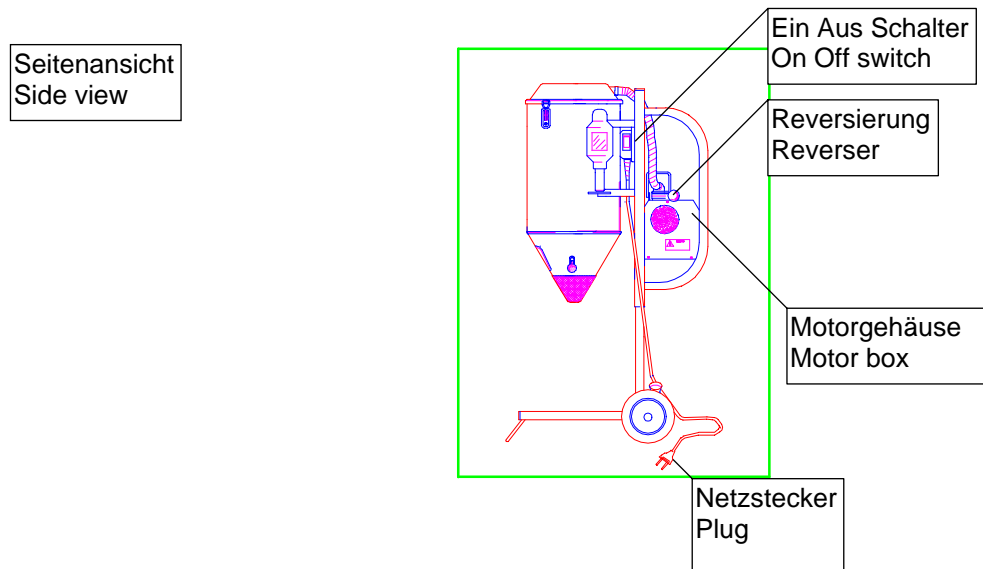 Seitenansicht
Side view
Ein Aus Schalter
On Off switch
Reversierung
Reverser
Motorgehäuse
Motor box
Netzstecker
Plug